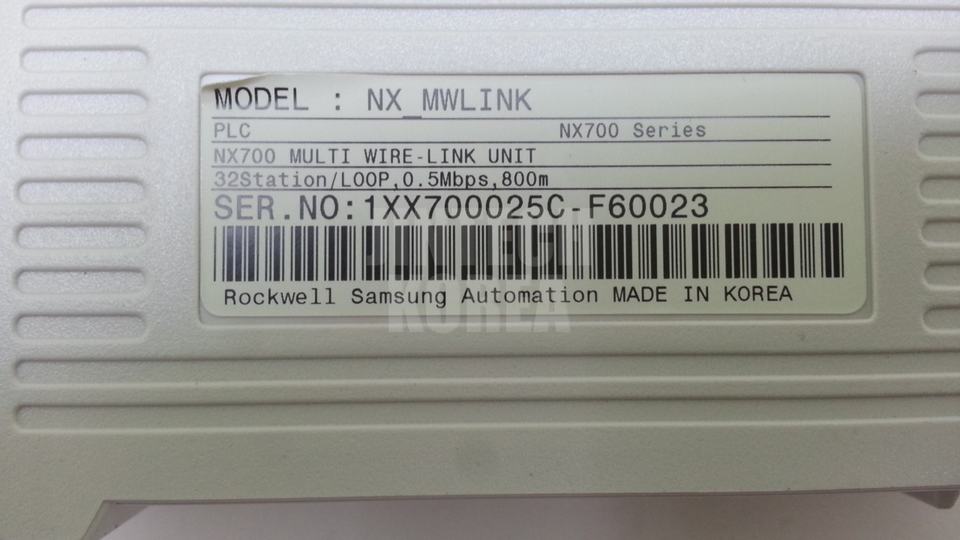 MODEL : NX_MWLINK
PLC NX700 Series
NX700 MULTI WIRE-LINK UNIT
32Station/LOOP,0.5Mbps,800m
SER.NO:1XX700025C-F60023
Rockwell Samsung Automation MADE IN KOREA
KOREA